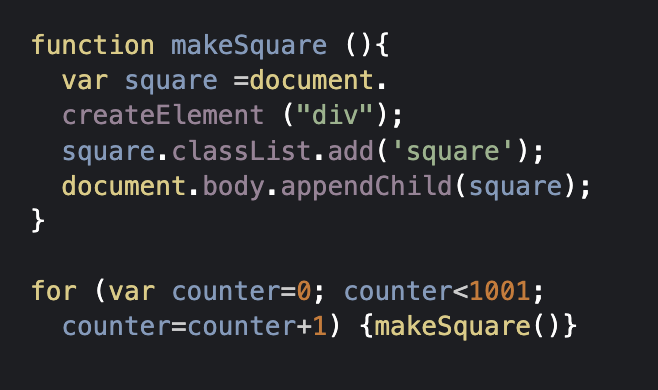 function makeSquare (){
var square =document.
createElement ("div");
square.classList.add('square');
document.body.appendChild(square);
}
for (var counter=0; counter<1001;
counter=counter+1) {makeSquare()}